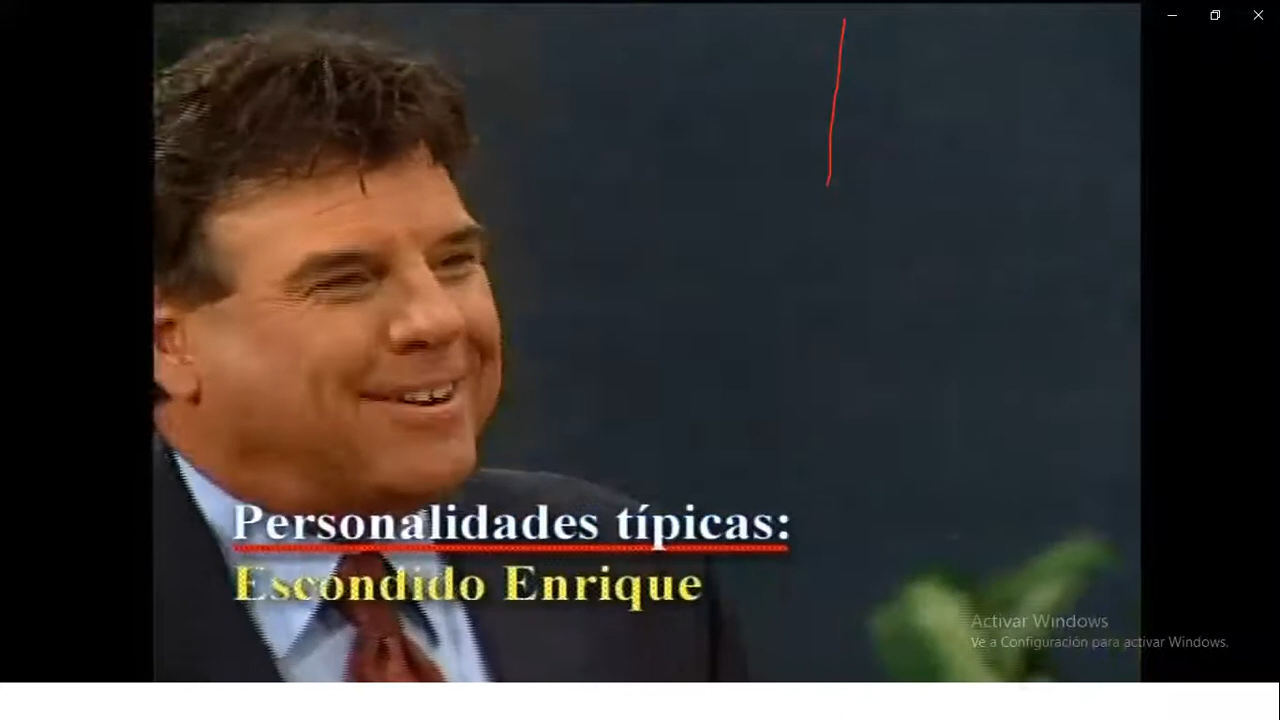 Personalidades típicas:
Escondido Enrique
Activar Windows
Ve a Configuración para activar Windows.